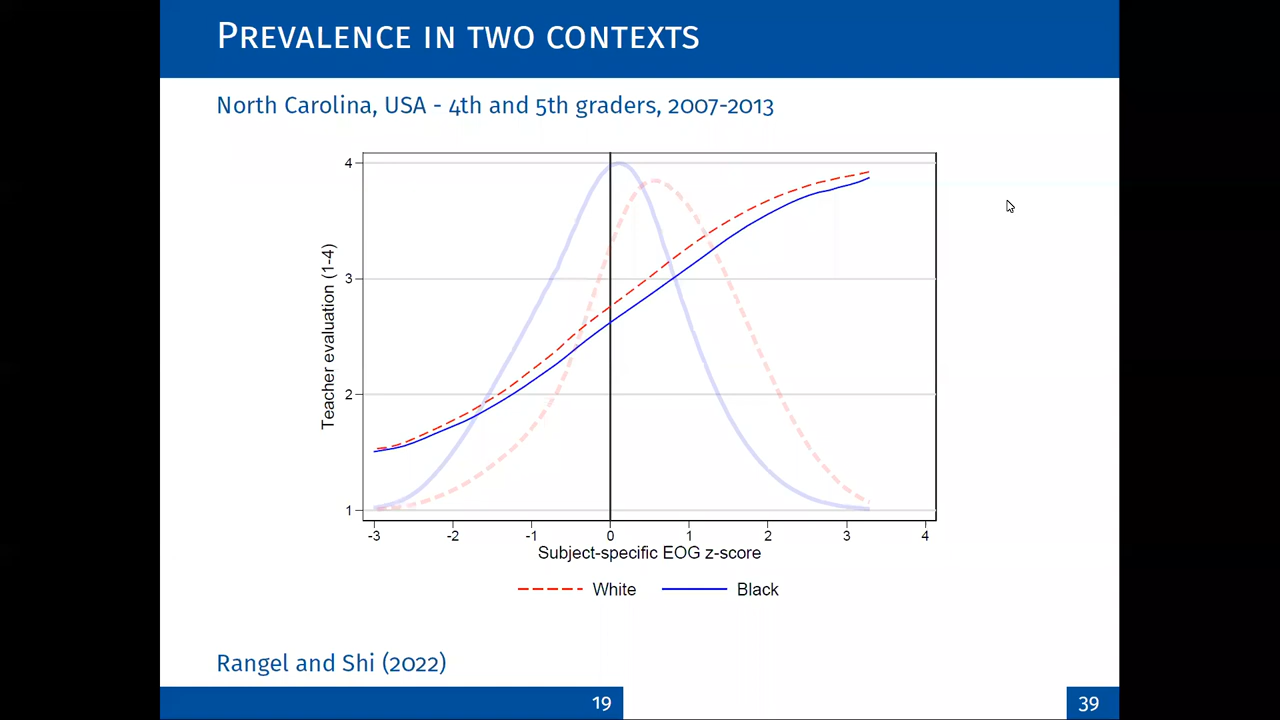 PREVALENCE IN TWO CONTEXTS
North Carolina, USA - 4th and 5th graders, 2007-2013
4
3
2
1
Teacher evaluation (1-4)
-3 -2 -1 0 1 2 3 4
Subject-specific EOG z-score
White Black
Rangel and Shi (2022)
19 39